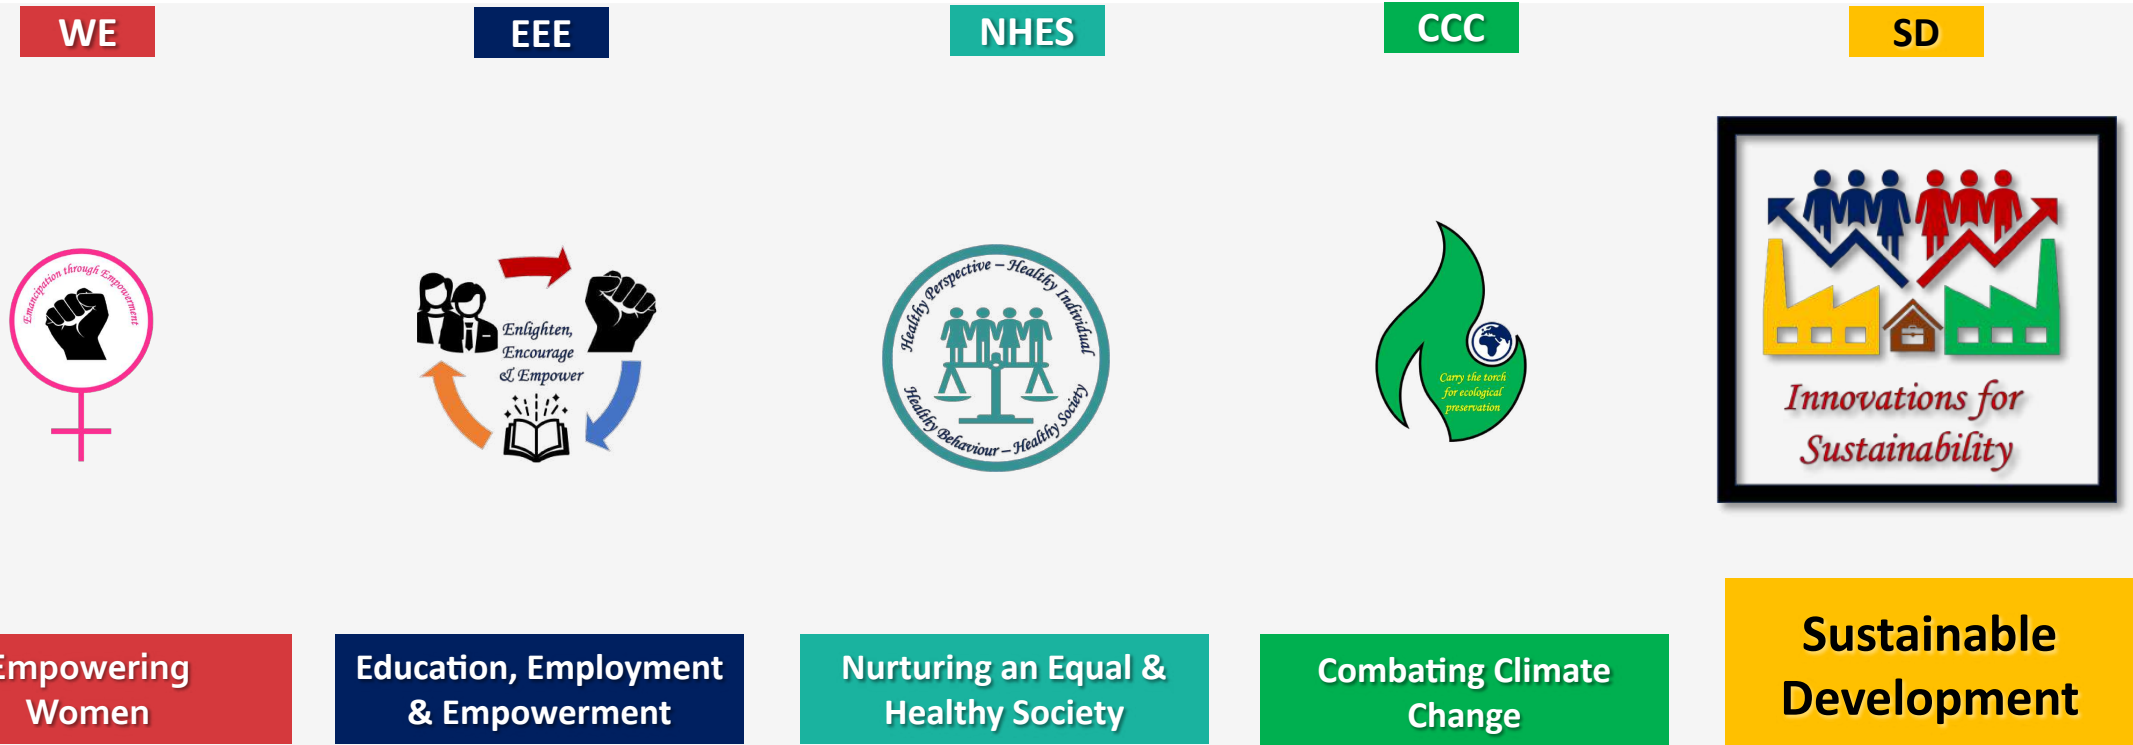 WE
EEE
NHES
CCC
SD
Emancipation through Empowerment
Enlighten,
Encourage
& Empower
Healthy Perspective – Healthy Individual
Healthy Behaviour – Healthy Society
Carry the torch
for ecological
preservation
Innovations for
Sustainability
Empowering
Women
Education, Employment
& Empowerment
Nurturing an Equal &
Healthy Society
Combating Climate
Change
Sustainable
Development